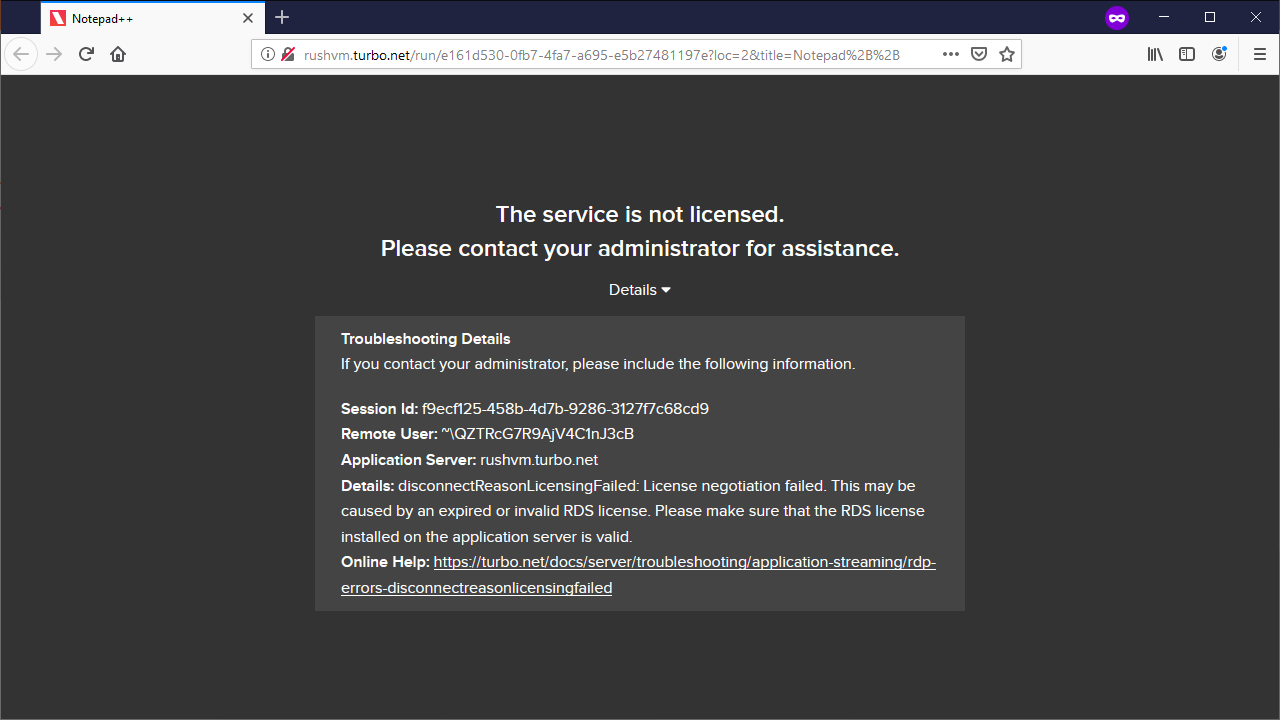 Notepad++
rushvm.turbo.net/run/e161d530-0fb7-4fa7-a695-e5b27481197e?loc=2&title=Notepad%2B%2B
The service is not licensed.
Please contact your administrator for assistance.
Details
Troubleshooting Details
If you contact your administrator, please include the following information.
Session Id: f9ecf125-458b-4d7b-9286-3127f7c68cd9
Remote User: ~\QZTRcG7R9AjV4C1nJ3cB
Application Server: rushvm.turbo.net
Details: disconnectReasonLicensingFailed: License negotiation failed. This may be
caused by an expired or invalid RDS license. Please make sure that the RDS license
installed on the application server is valid.
Online Help: https://turbo.net/docs/server/troubleshooting/application-streaming/rdp-
errors-disconnectreasonlicensingfailed